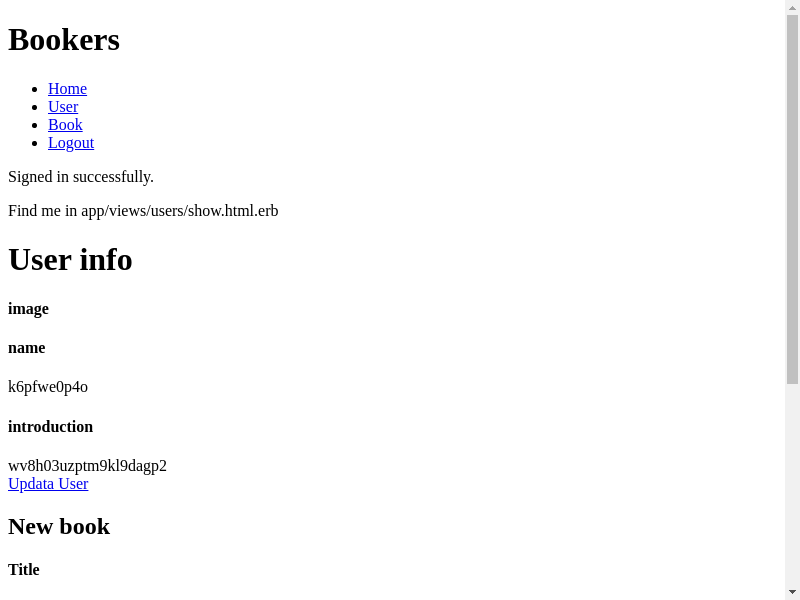 Bookers
Home
User
Book
Logout
Signed in successfully.
Find me in app/views/users/show.html.erb
User info
image
name
k6pfwe0p4o
introduction
wv8h03uzptm9kl9dagp2
Updata User
New book
Title